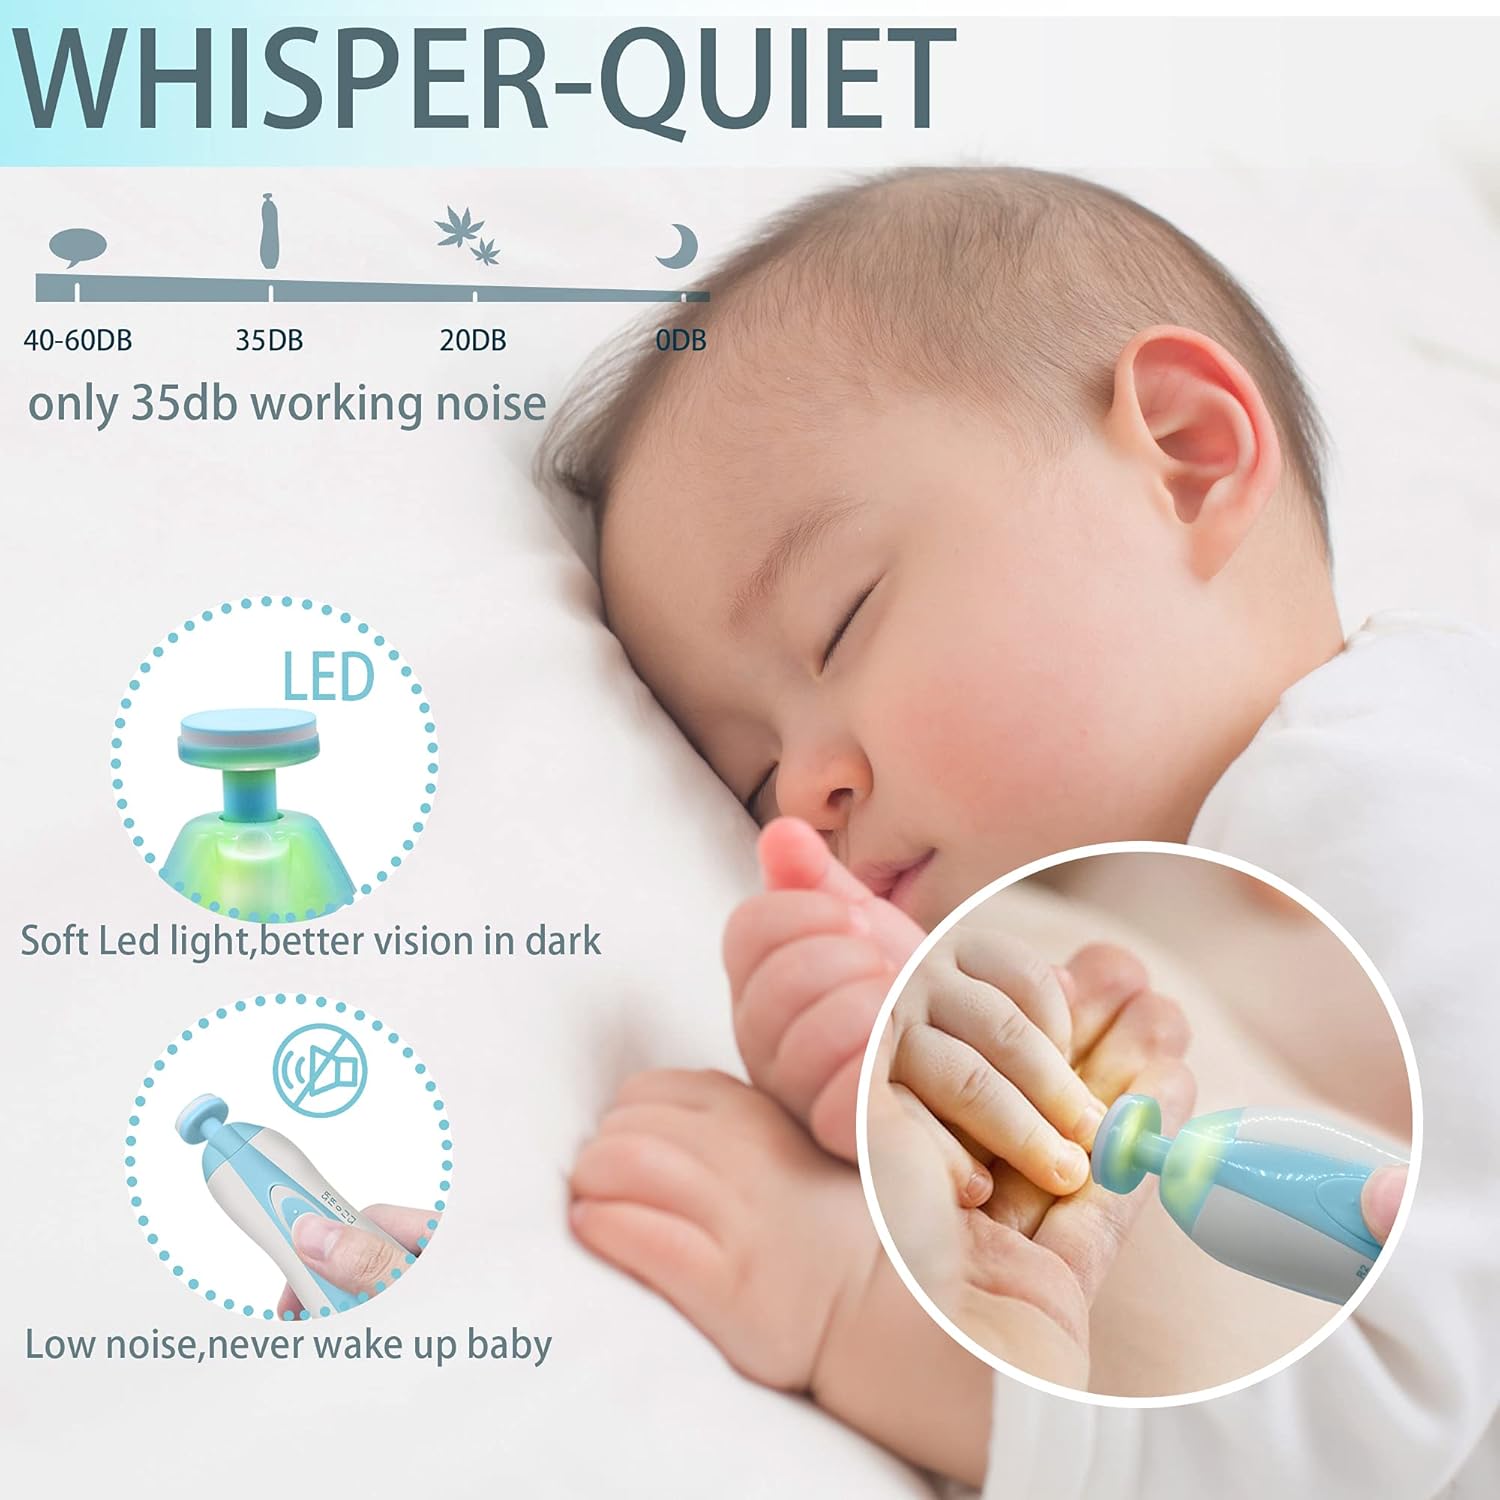 WHISPER-QUIET
40-60DB 35DB 20DB 0DB
only 35db working noise
LED
Soft Led light,better vision in dark
Low noise,never wake up baby
R2